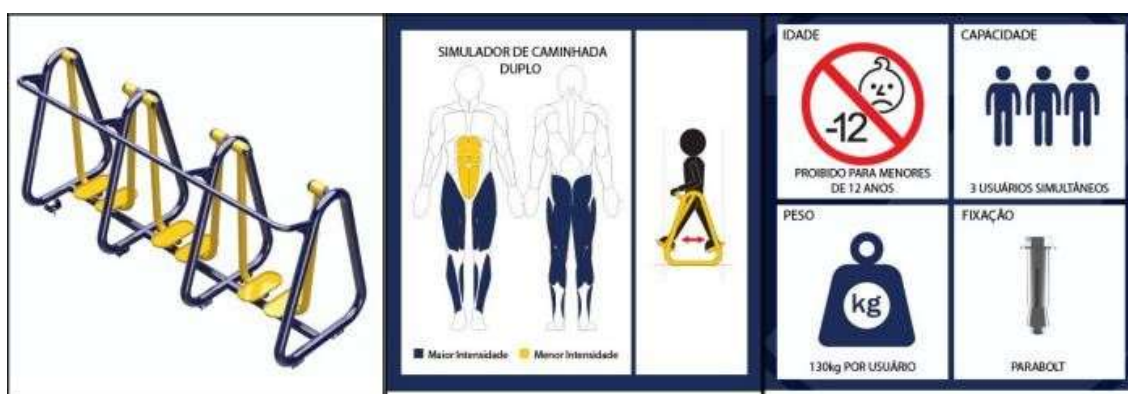 SIMULADOR DE CAMINHADA
DUPLO
Maior Intensidade
Menor Intensidade
IDADE
-12
PROIBIDO PARA MENORES
DE 12 ANOS
CAPACIDADE
3 USUÁRIOS SIMULTÂNEOS
PESO
kg
130kg POR USUÁRIO
FIXAÇÃO
PARABOLT